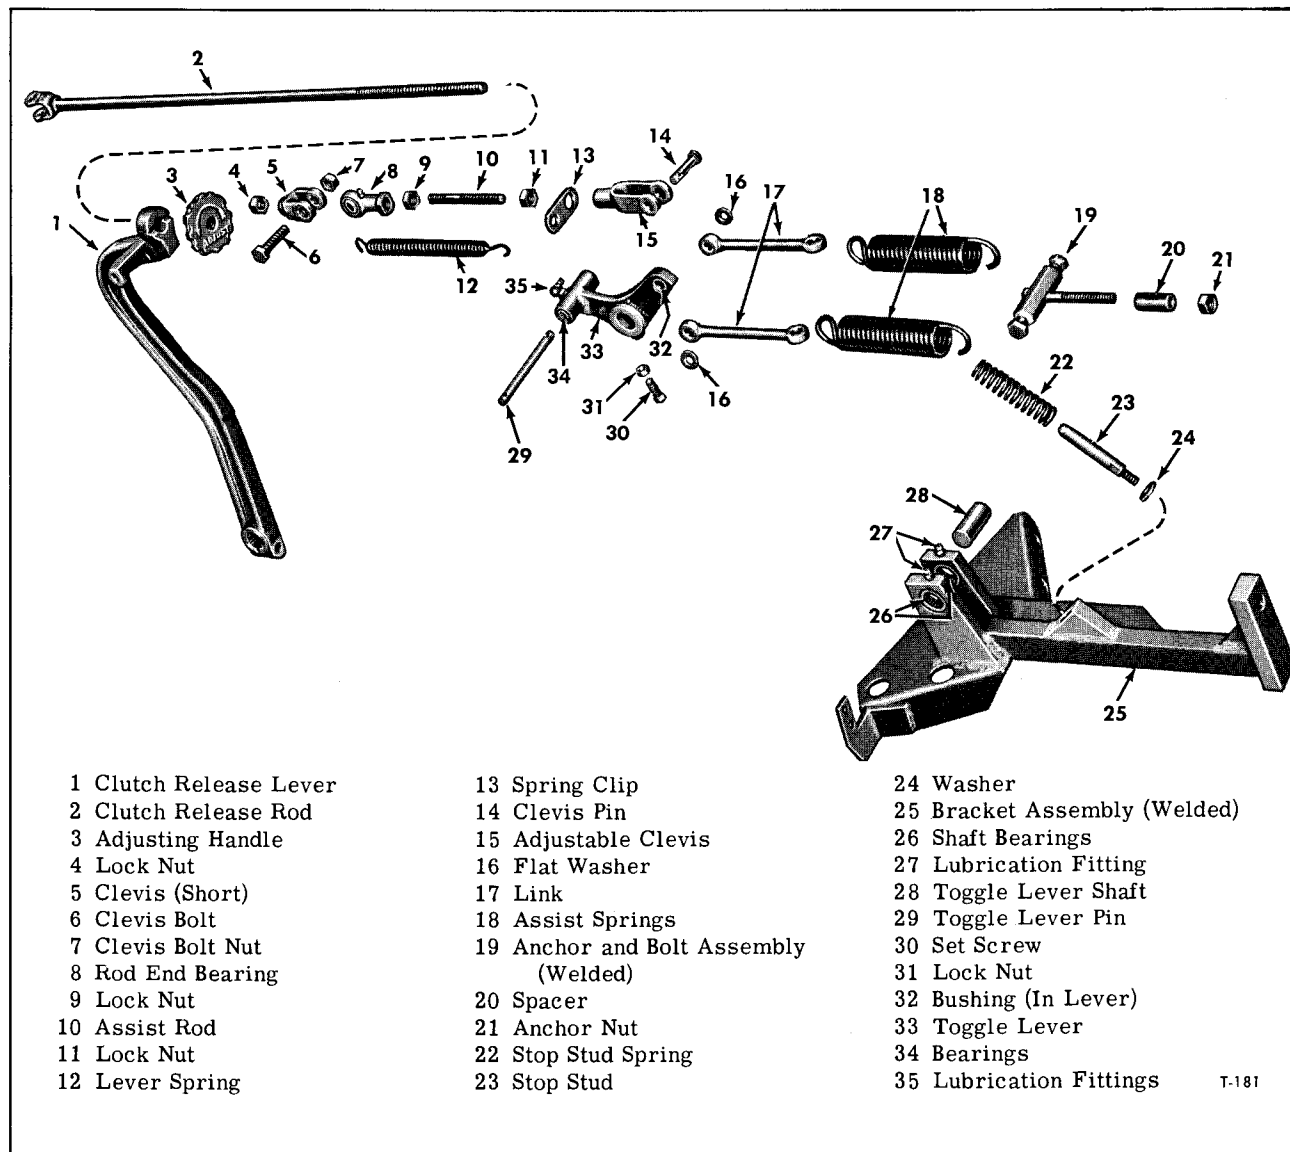 2
14
3 4 5 7 8 9 10 11 13
16 17 18 19
1
20 21
6 12 15
35
34 33 32
31 30 16
29
22
23
24
28
27
26
25
1 Clutch Release Lever
2 Clutch Release Rod
3 Adjusting Handle
4 Lock Nut
5 Clevis (Short)
6 Clevis Bolt
7 Clevis Bolt Nut
8 Rod End Bearing
9 Lock Nut
10 Assist Rod
11 Lock Nut
12 Lever Spring
13 Spring Clip
14 Clevis Pin
15 Adjustable Clevis
16 Flat Washer
17 Link
18 Assist Springs
19 Anchor and Bolt Assembly
(Welded)
20 Spacer
21 Anchor Nut
22 Stop Stud Spring
23 Stop Stud
24 Washer
25 Bracket Assembly (Welded)
26 Shaft Bearings
27 Lubrication Fitting
28 Toggle Lever Shaft
29 Toggle Lever Pin
30 Set Screw
31 Lock Nut
32 Bushing (In Lever)
33 Toggle Lever
34 Bearings
35 Lubrication Fittings
T-181